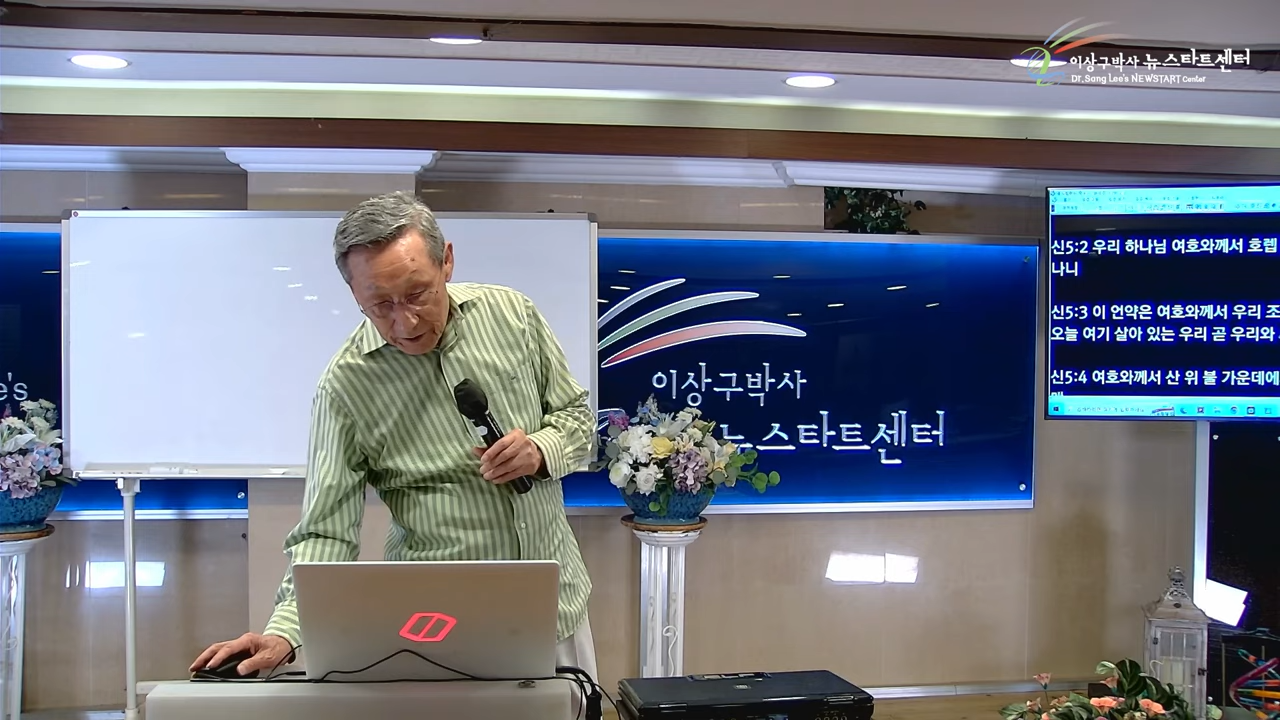 이상구박사 뉴스타트센터
Dr. Sang Lee's NEWSTART Center
e's
이상구박사
뉴스타트센터
신5:2 우리 하나님 여호와께서 호렙
나니
신5:3 이 언약은 여호와께서 우리 조
오늘 여기 살아 있는 우리 곧 우리와
신5:4 여호와께서 산 위 불 가운데에